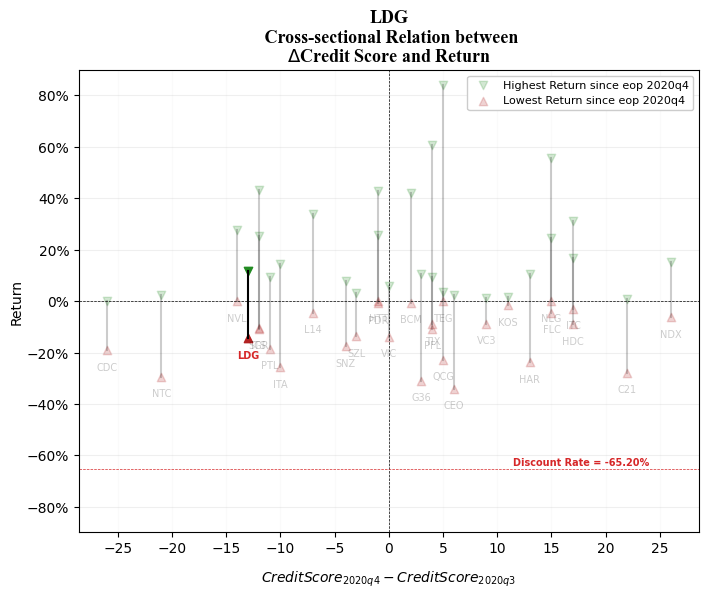 LDG
Cross-sectional Relation between
ΔCredit Score and Return
Highest Return since eop 2020q4
Lowest Return since eop 2020q4
80%
60%
40%
20%
0%
−20%
−40%
−60%
−80%
Return
NVL
L14
BCM
TEG
KOS
NLG
FLC
HDC
NDX
LDG
PTL
SZL
VIC
VC3
CDC
SNZ
QCG
HAR
NTC
ITA
G36
CEO
C21
Discount Rate = -65.20%
−25
−20
−15
−10
−5
0
5
10
15
20
25
CreditScore2020q4 − CreditScore2020q3